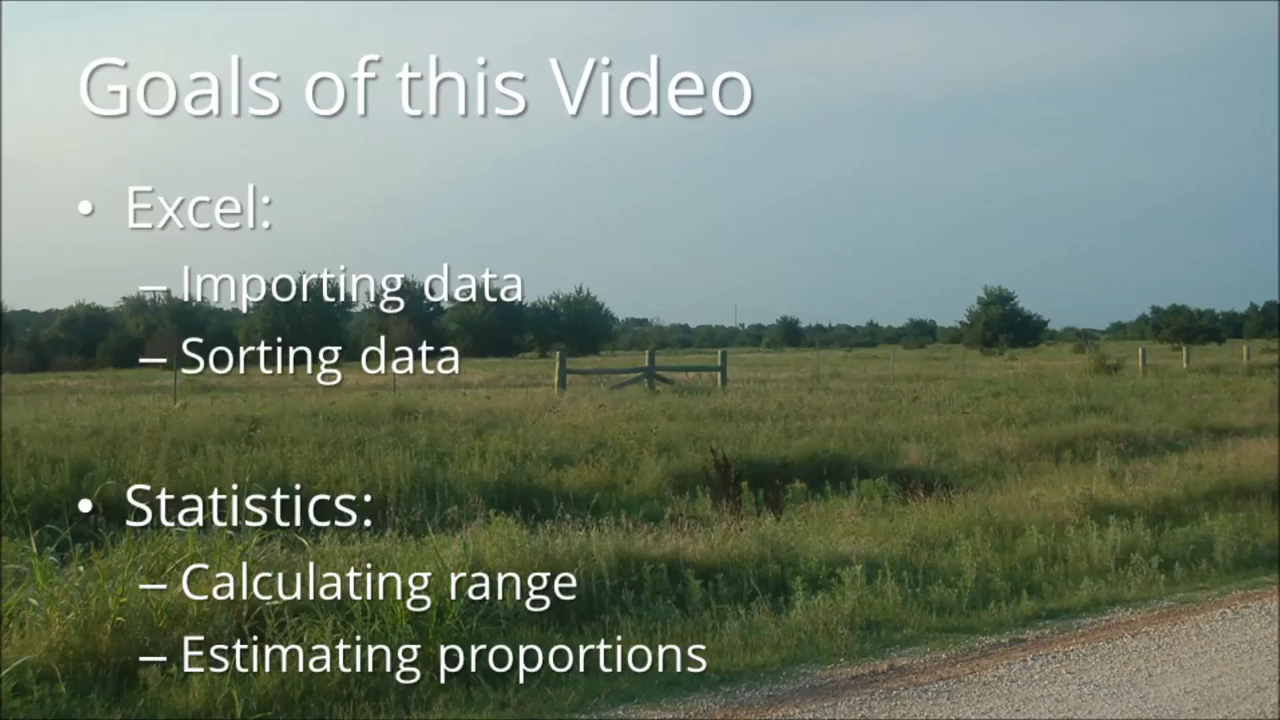 Goals of this Video
• Excel:
– Importing data
– Sorting data
• Statistics:
– Calculating range
– Estimating proportions